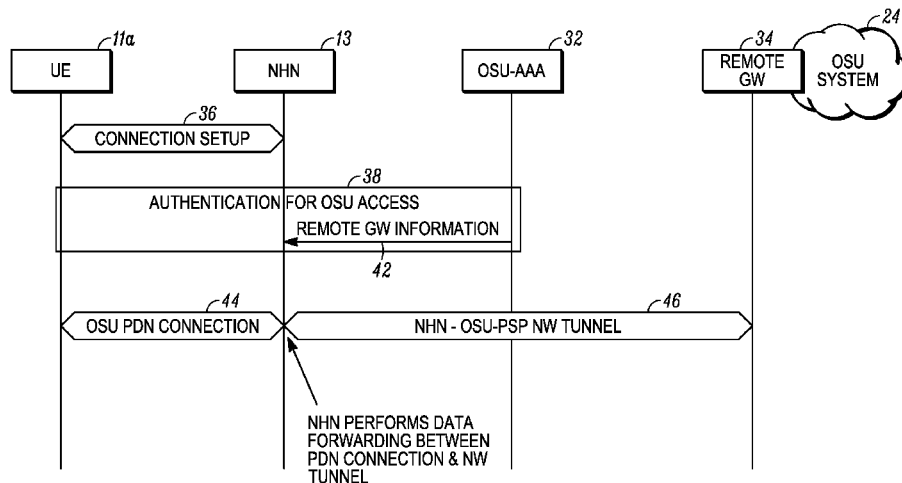 11a
13
32
34
24
UE
NHN
OSU-AAA
REMOTE
GW
OSU
SYSTEM
36
CONNECTION SETUP
38
AUTHENTICATION FOR OSU ACCESS
REMOTE GW INFORMATION
42
44
46
OSU PDN CONNECTION
NHN - OSU-PSP NW TUNNEL
NHN PERFORMS DATA
FORWARDING BETWEEN
PDN CONNECTION & NW
TUNNEL